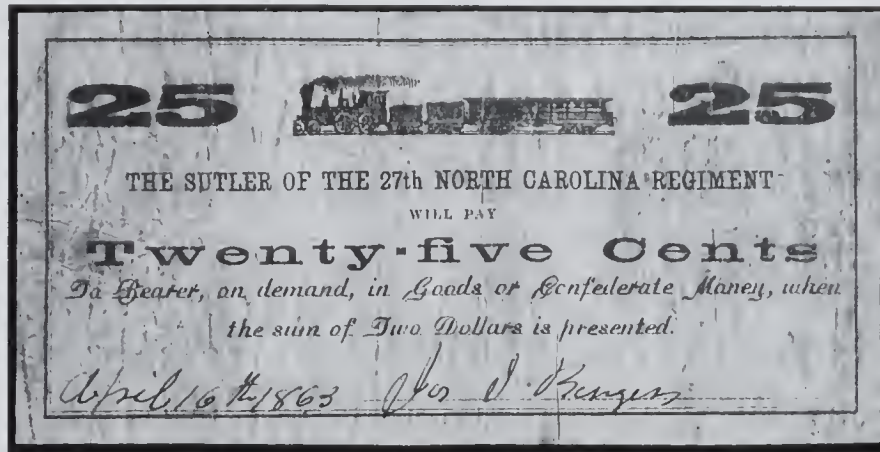 25 25
THE SUTLER OF THE 27th NORTH CAROLINA REGIMENT
WILL PAY
Twenty-five Cents
To Bearer, on demand, in Goods or Confederate Money, when
the sum of Two Dollars is presented.
April 16th 1863 Jos J.